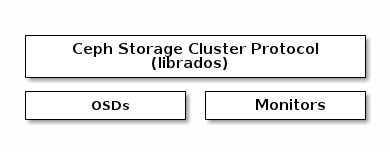 Ceph Storage Cluster Protocol
(librados)
OSDs
Monitors